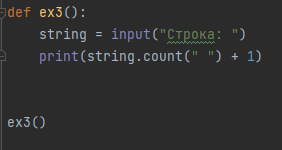 def ex3():
    string = input("Строка: ")
    print(string.count(" ") + 1)
ex3()